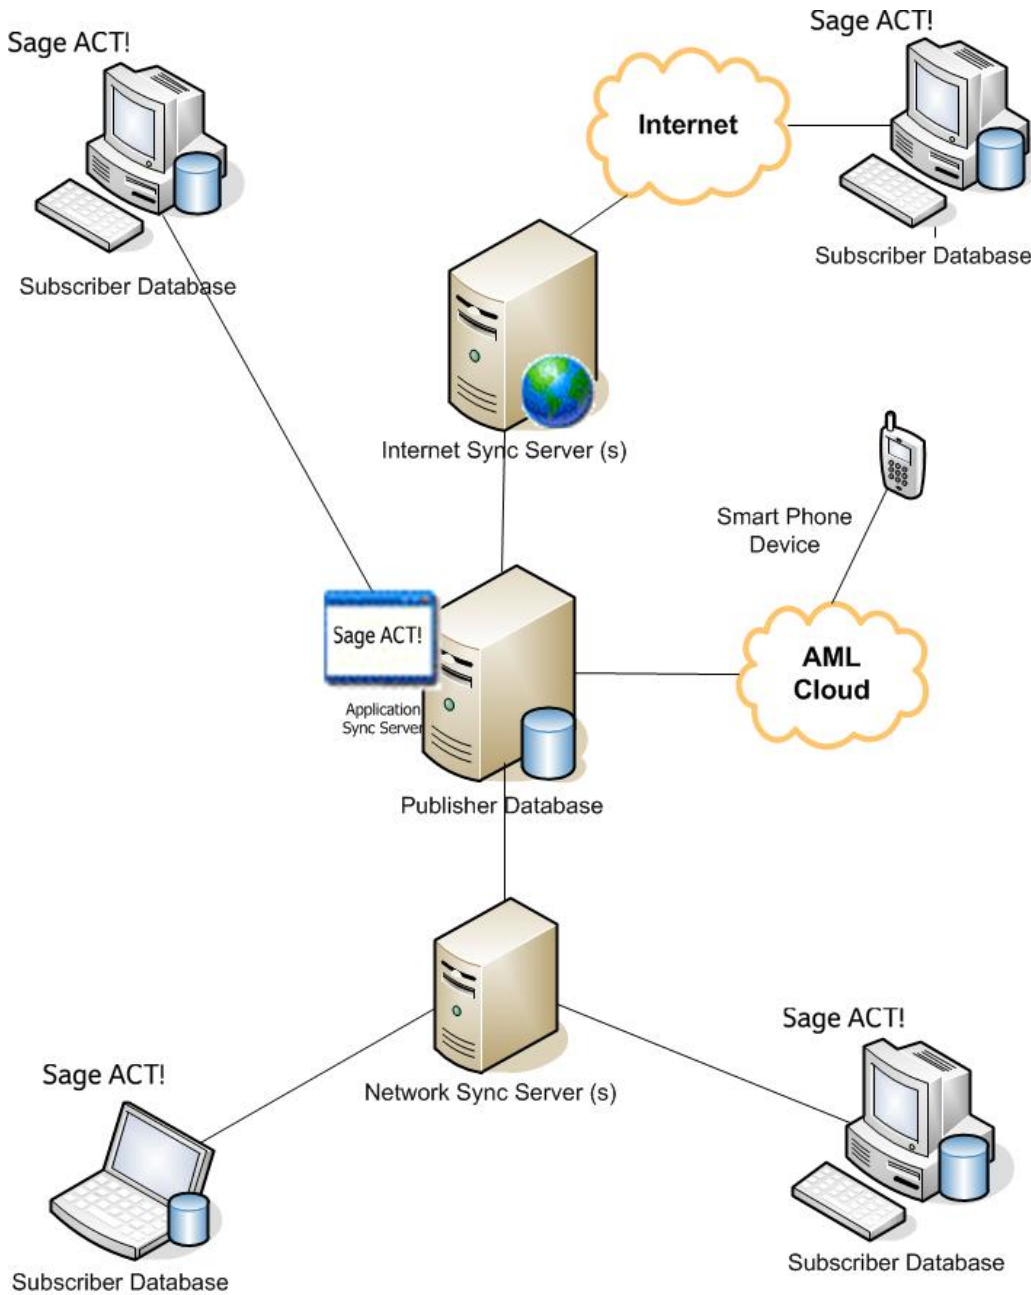 Sage ACT!
Sage ACT!
Internet
Subscriber Database
Subscriber Database
Internet Sync Server (s)
Smart Phone
Device
Sage ACT!
AML
Cloud
Application
Sync Server
Publisher Database
Sage ACT!
Network Sync Server (s)
Sage ACT!
Subscriber Database
Subscriber Database